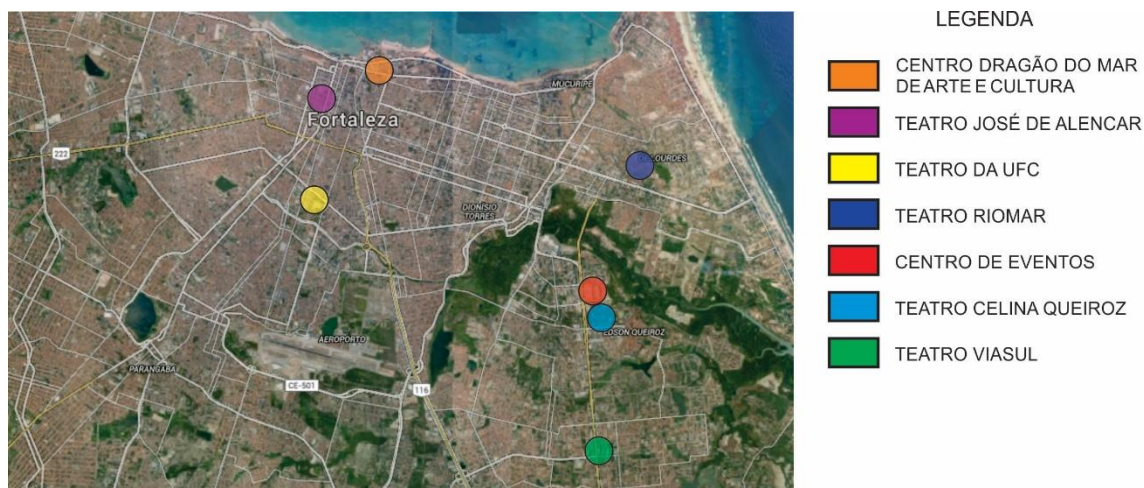 LEGENDA
CENTRO DRAGÃO DO MAR
DE ARTE E CULTURA
TEATRO JOSÉ DE ALENCAR
TEATRO DA UFC
TEATRO RIOMAR
CENTRO DE EVENTOS
TEATRO CELINA QUEIROZ
TEATRO VIASUL
MUCURIPE
Fortaleza
222
LOURDES
DIONÍSIO
TORRES
EDSON QUEIROZ
AEROPORTO
PARANGABA
CE-501
116